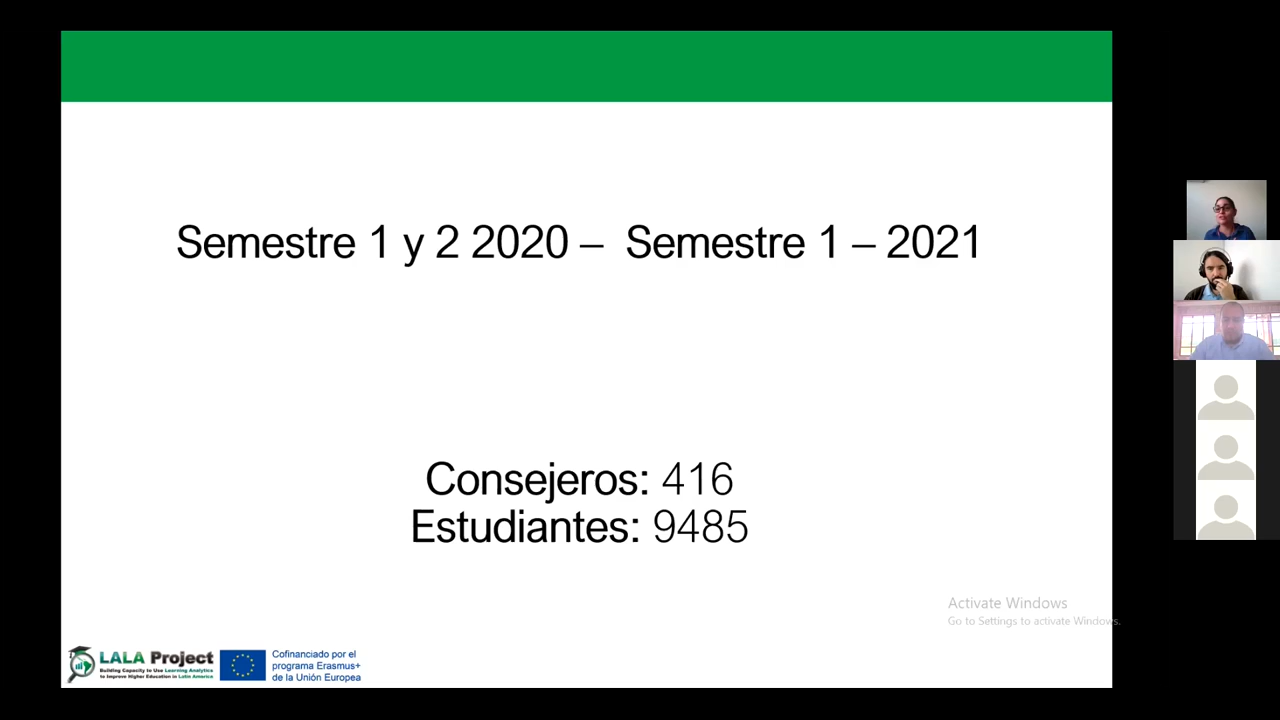 Semestre 1 y 2 2020 – Semestre 1 – 2021
Consejeros: 416
Estudiantes: 9485
Activate Windows
Go to Settings to activate Windows.
LALA Project
Building Capacity to Use Learning Analytics
to Improve Higher Education in Latin America
Cofinanciado por el
programa Erasmus+
de la Unión Europea